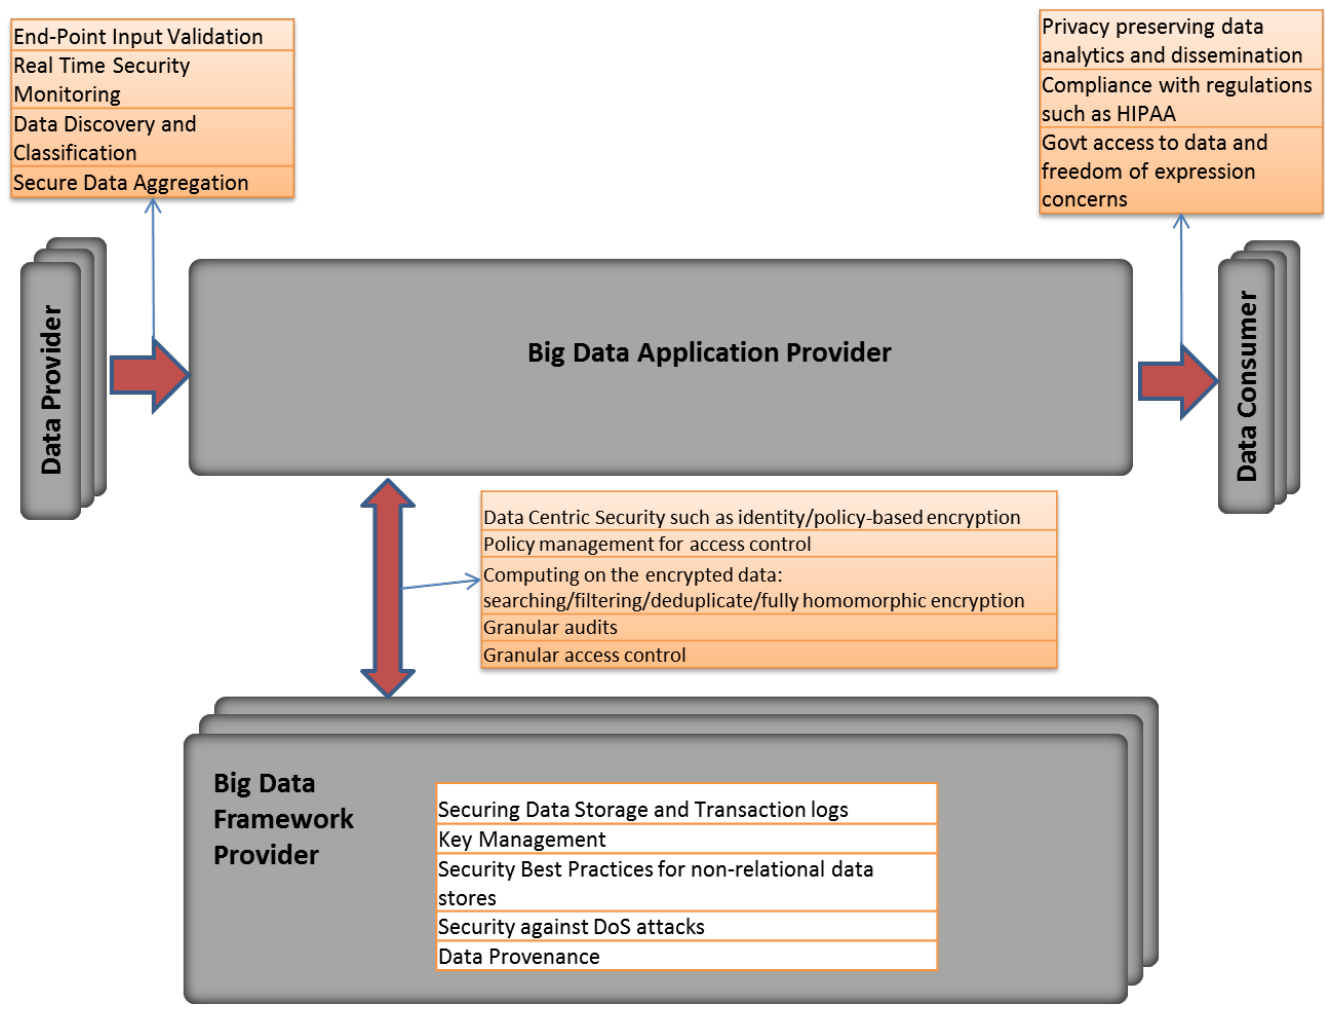 End-Point Input Validation
Real Time Security
Monitoring
Data Discovery and
Classification
Secure Data Aggregation
Privacy preserving data
analytics and dissemination
Compliance with regulations
such as HIPAA
Govt access to data and
freedom of expression
concerns
Data Provider
Big Data Application Provider
Data Consumer
Data Centric Security such as identity/policy-based encryption
Policy management for access control
Computing on the encrypted data:
searching/filtering/deduplicate/fully homomorphic encryption
Granular audits
Granular access control
Big Data
Framework
Provider
Securing Data Storage and Transaction logs
Key Management
Security Best Practices for non-relational data
stores
Security against DoS attacks
Data Provenance